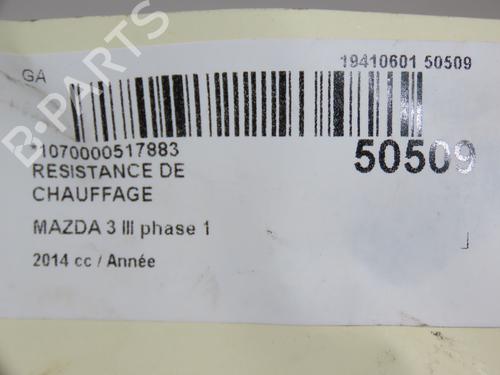 GA
19410601 50509
*1070000517883
50509
RESISTANCE DE
CHAUFFAGE
MAZDA 3 III phase 1
2014 cc / Année
B-PARTS